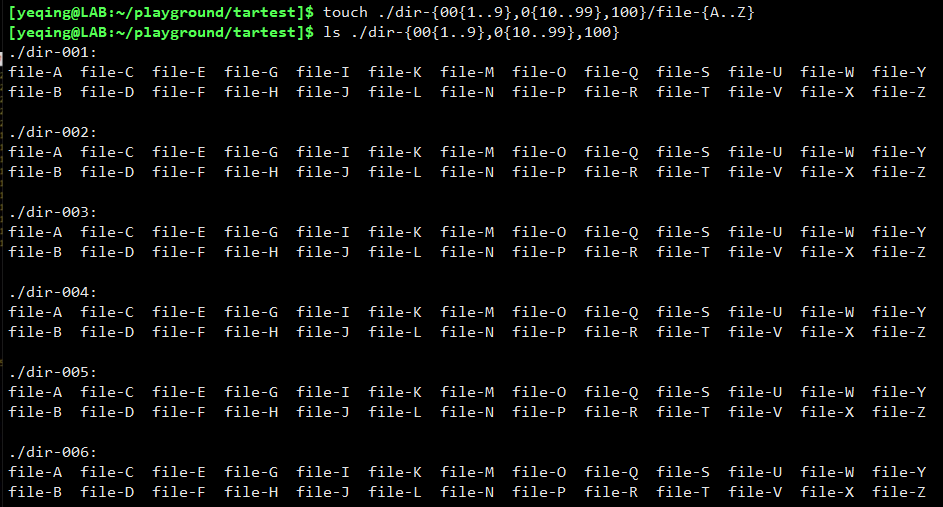 [yeqing@LAB:~/playground/tartest]$ touch ./dir-{00{1..9},0{10..99},100}/file-{A..Z}
[yeqing@LAB:~/playground/tartest]$ ls ./dir-{00{1..9},0{10..99},100}
./dir-001:
file-A  file-C  file-E  file-G  file-I  file-K  file-M  file-O  file-Q  file-S  file-U  file-W  file-Y
file-B  file-D  file-F  file-H  file-J  file-L  file-N  file-P  file-R  file-T  file-V  file-X  file-Z

./dir-002:
file-A  file-C  file-E  file-G  file-I  file-K  file-M  file-O  file-Q  file-S  file-U  file-W  file-Y
file-B  file-D  file-F  file-H  file-J  file-L  file-N  file-P  file-R  file-T  file-V  file-X  file-Z

./dir-003:
file-A  file-C  file-E  file-G  file-I  file-K  file-M  file-O  file-Q  file-S  file-U  file-W  file-Y
file-B  file-D  file-F  file-H  file-J  file-L  file-N  file-P  file-R  file-T  file-V  file-X  file-Z

./dir-004:
file-A  file-C  file-E  file-G  file-I  file-K  file-M  file-O  file-Q  file-S  file-U  file-W  file-Y
file-B  file-D  file-F  file-H  file-J  file-L  file-N  file-P  file-R  file-T  file-V  file-X  file-Z

./dir-005:
file-A  file-C  file-E  file-G  file-I  file-K  file-M  file-O  file-Q  file-S  file-U  file-W  file-Y
file-B  file-D  file-F  file-H  file-J  file-L  file-N  file-P  file-R  file-T  file-V  file-X  file-Z

./dir-006:
file-A  file-C  file-E  file-G  file-I  file-K  file-M  file-O  file-Q  file-S  file-U  file-W  file-Y
file-B  file-D  file-F  file-H  file-J  file-L  file-N  file-P  file-R  file-T  file-V  file-X  file-Z